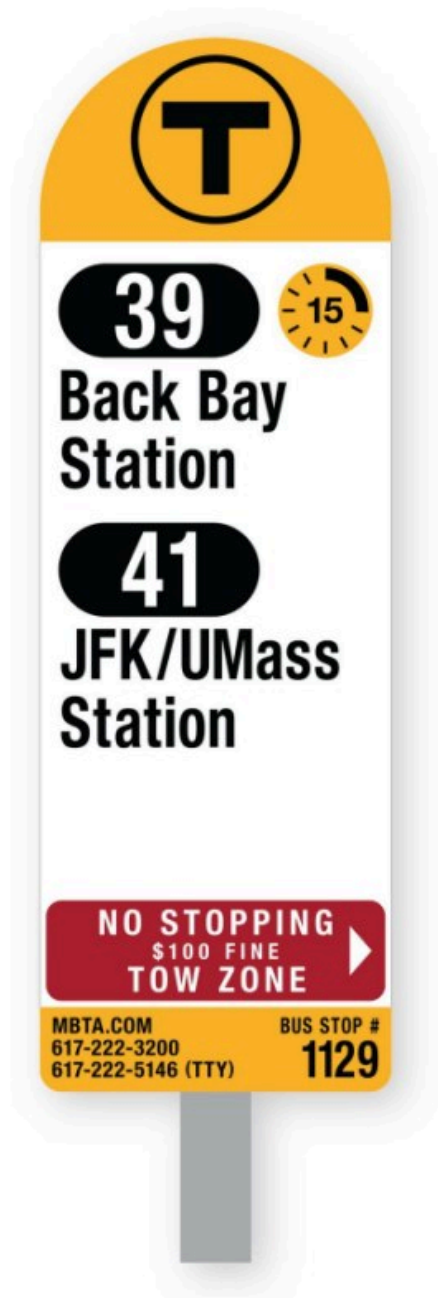 T
39 15
Back Bay
Station
41
JFK/UMass
Station
NO STOPPING
$100 FINE
TOW ZONE
MBTA.COM
617-222-3200
617-222-5146 (TTY)
BUS STOP #
1129